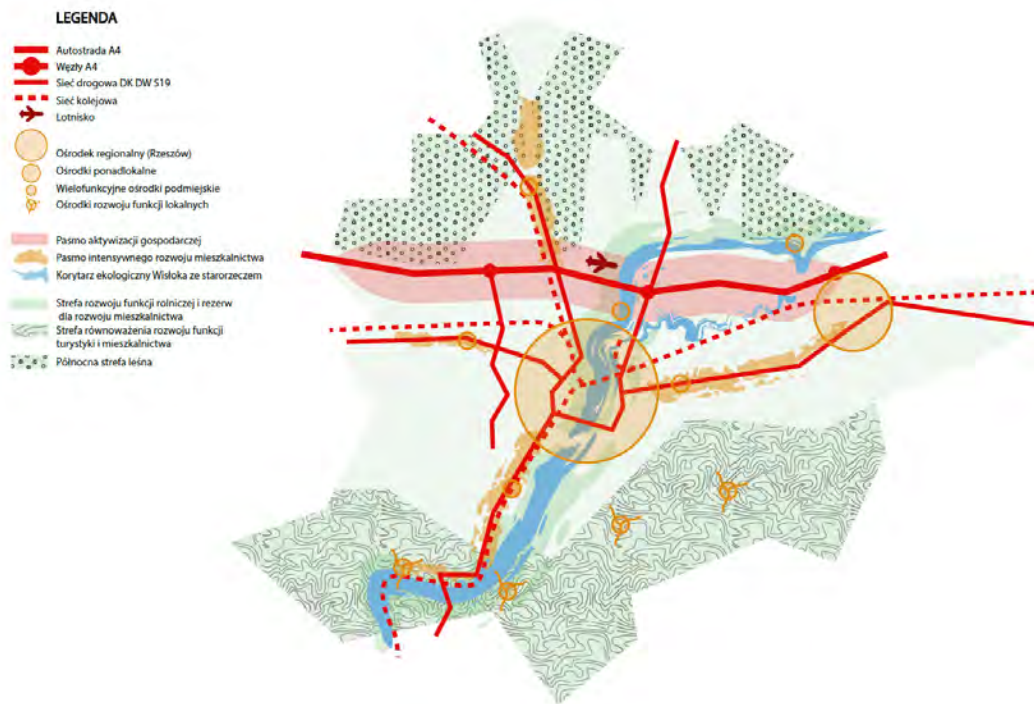 LEGENDA
Autostrada A4
Węzły A4
Sieć drogowa DK DW S19
Sieć kolejowa
Lotnisko
Ośrodek regionalny (Rzeszów)
Ośrodki ponadlokalne
Wielofunkcyjne ośrodki podmiejskie
Ośrodki rozwoju funkcji lokalnych
Pasmo aktywizacji gospodarczej
Pasmo intensywnego rozwoju mieszkalnictwa
Korytarz ekologiczny Wisłoka ze starorzeczem
Strefa rozwoju funkcji rolniczej i rezerw
dla rozwoju mieszkalnictwa
Strefa równoważenia rozwoju funkcji
turystyki i mieszkalnictwa
Północna strefa leśna